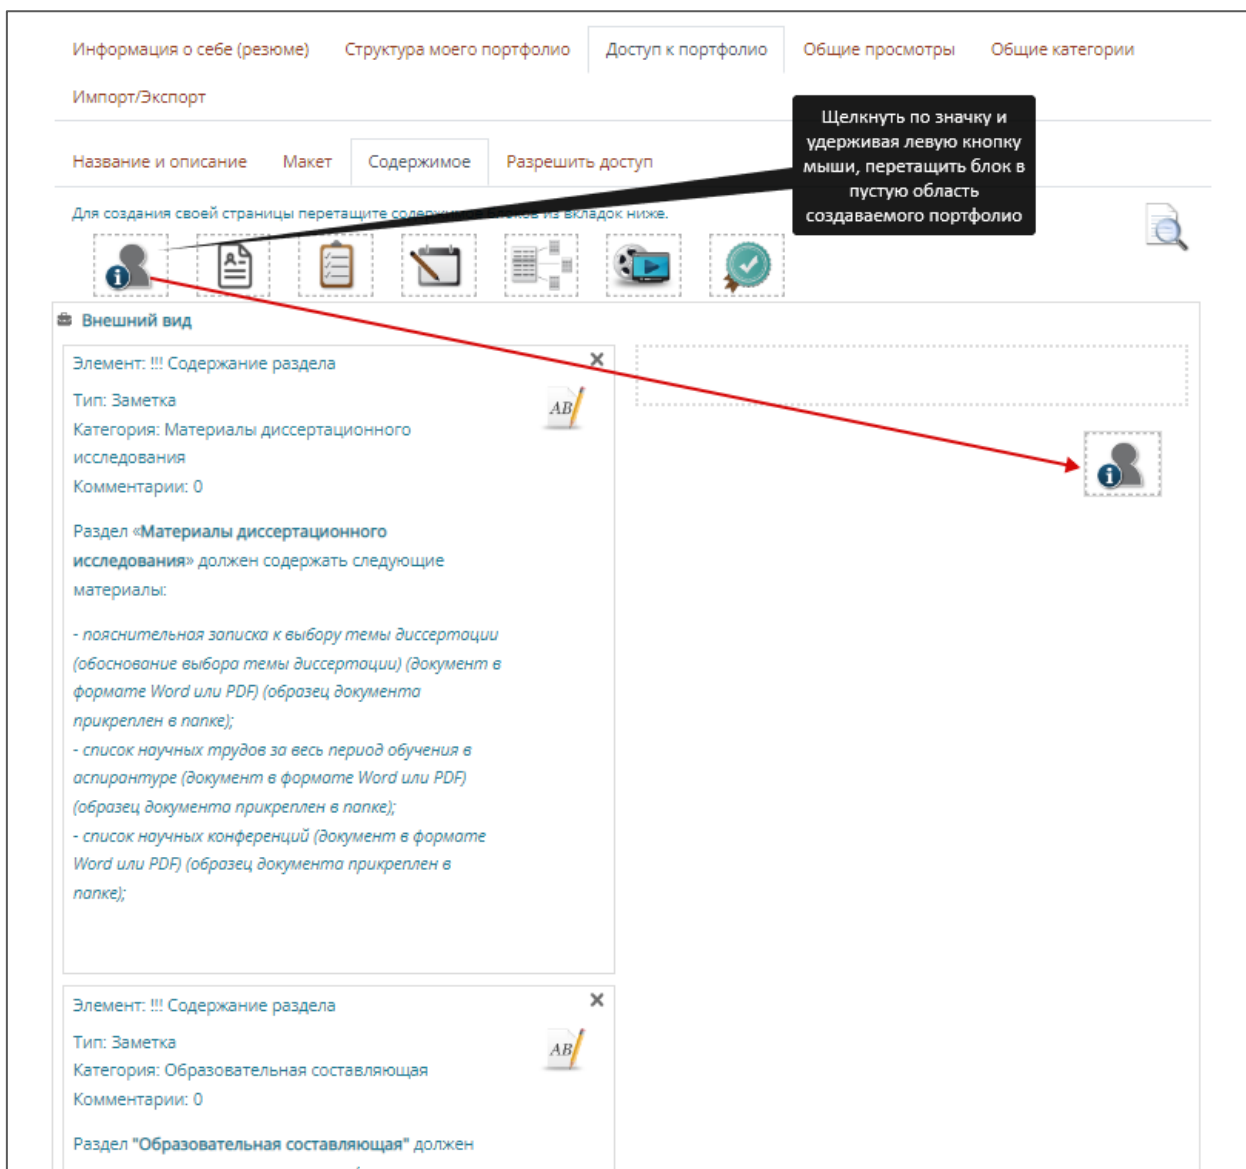 Информация о себе (резюме) Структура моего портфолио Доступ к портфолио Общие просмотры Общие категории
Импорт/Экспорт
Щелкнуть по значку и
удерживая левую кнопку
мыши, перетащить блок в
пустую область
создаваемого портфолио
Название и описание Макет Содержимое Разрешить доступ
Для создания своей страницы перетащите из вкладок ниже.
Внешний вид
Элемент: !!! Содержание раздела
Тип: Заметка
Категория: Материалы диссертационного
исследования
Комментарии: 0
AB
Раздел «Материалы диссертационного
исследования» должен содержать следующие
материалы:
- пояснительная записка к выбору темы диссертации
(обоснование выбора темы диссертации) (документ в
формате Word или PDF) (образец документа
прикреплен в папке);
- список научных трудов за весь период обучения в
аспирантуре (документ в формате Word или PDF)
(образец документа прикреплен в папке);
- список научных конференций (документ в формате
Word или PDF) (образец документа прикреплен в
папке);
Элемент: !!! Содержание раздела
Тип: Заметка
Категория: Образовательная составляющая
Комментарии: 0
AB
Раздел "Образовательная составляющая" должен